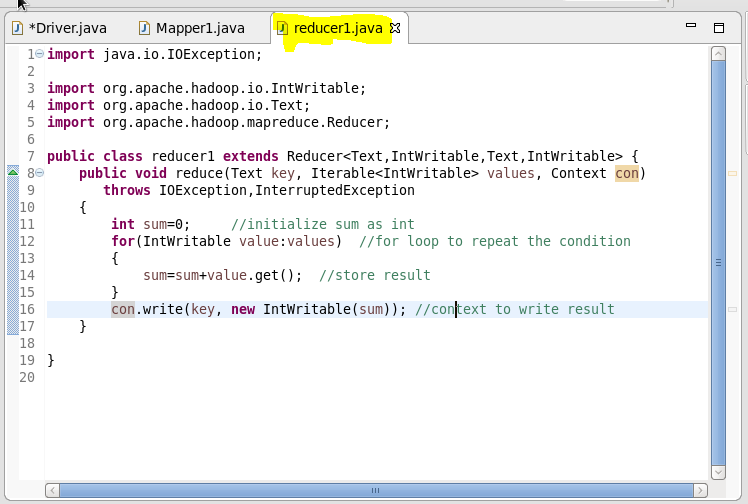 *Driver.java Mapper1.java reducer1.java
1 import java.io.IOException;
2
3 import org.apache.hadoop.io.IntWritable;
4 import org.apache.hadoop.io.Text;
5 import org.apache.hadoop.mapreduce.Reducer;
6
7 public class reducer1 extends Reducer<Text,IntWritable,Text,IntWritable> {
8 public void reduce(Text key, Iterable<IntWritable> values, Context con)
9 throws IOException,InterruptedException
10 {
11 int sum=0; //initialize sum as int
12 for(IntWritable value:values) //for loop to repeat the condition
13 {
14 sum=sum+value.get(); //store result
15 }
16 con.write(key, new IntWritable(sum)); //context to write result
17 }
18
19 }
20